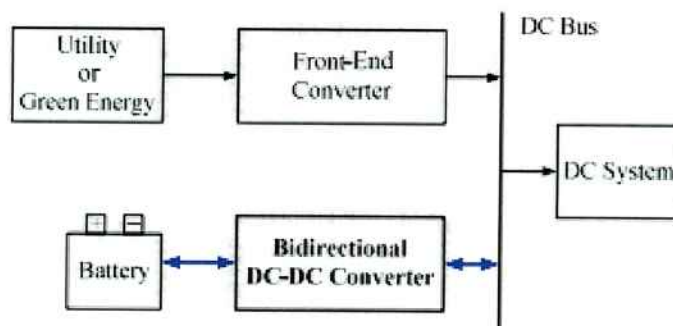 Utility
or
Green Energy
Front-End
Converter
DC Bus
DC System
+ −
Battery
Bidirectional
DC-DC Converter